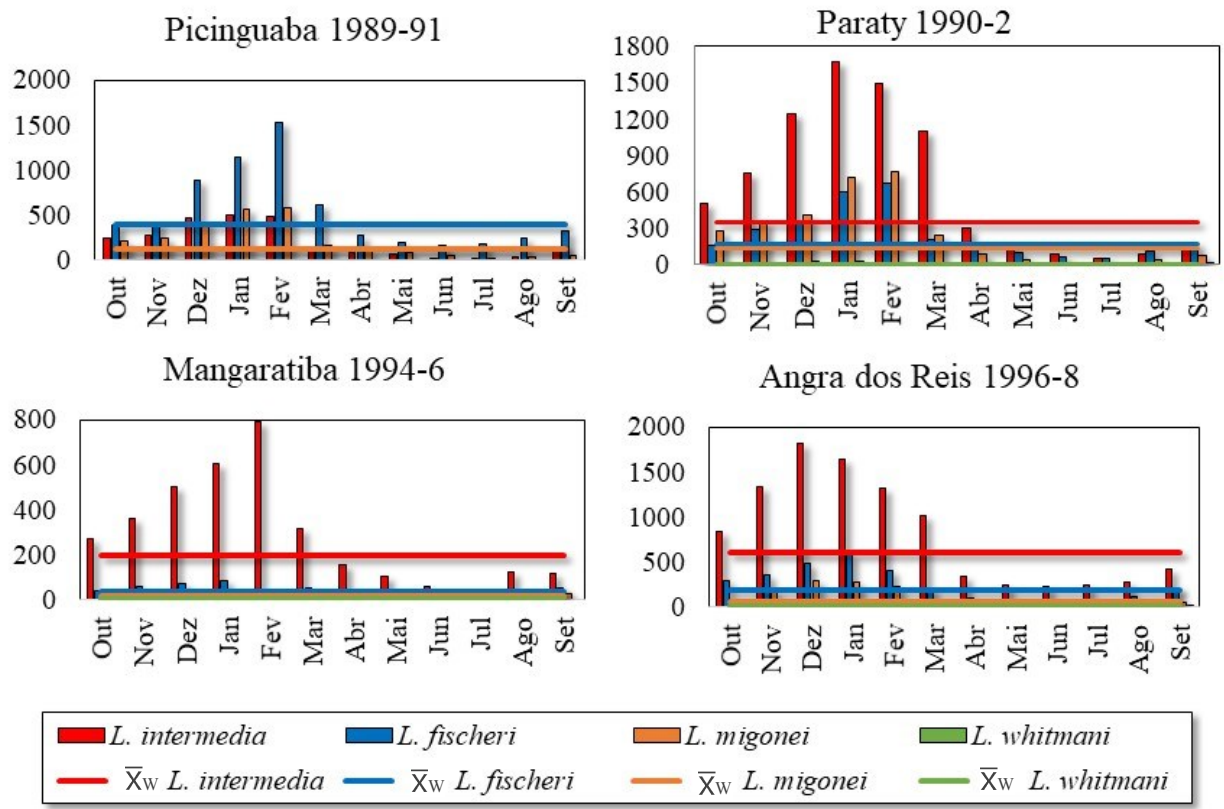 Picinguaba 1989-91
2000
1500
1000
500
0
Out Nov Dez Jan Fev Mar Abr Mai Jun Jul Ago Set
Paraty 1990-2
1800
1500
1200
900
600
300
0
Out Nov Dez Jan Fev Mar Abr Mai Jun Jul Ago Set
Mangaratiba 1994-6
800
600
400
200
0
Out Nov Dez Jan Fev Mar Abr Mai Jun Jul Ago Set
Angra dos Reis 1996-8
2000
1500
1000
500
0
Out Nov Dez Jan Fev Mar Abr Mai Jun Jul Ago Set
L. intermedia L. fischeri L. migonei L. whitmani
X̅w L. intermedia X̅w L. fischeri X̅w L. migonei X̅w L. whitmani